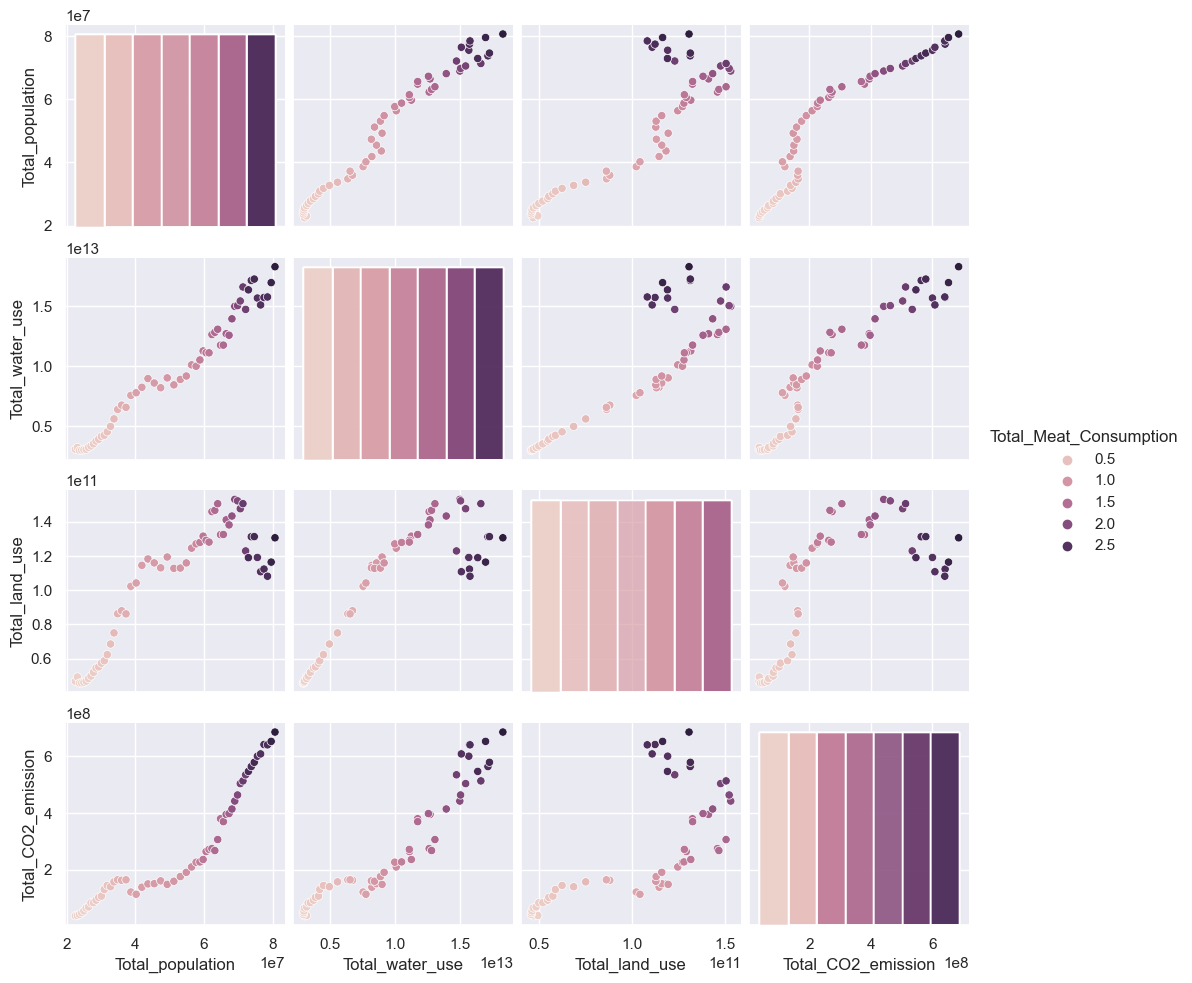 1e7
8
6
4
2
Total_population
1e13
1.5
1.0
0.5
Total_water_use
1e11
1.4
1.2
1.0
0.8
0.6
Total_land_use
1e8
6
4
2
Total_CO2_emission
2 4 6 8
1e7
Total_population
0.5 1.0 1.5
1e13
Total_water_use
0.5 1.0 1.5
1e11
Total_land_use
2 4 6
1e8
Total_CO2_emission
Total_Meat_Consumption
0.5
1.0
1.5
2.0
2.5